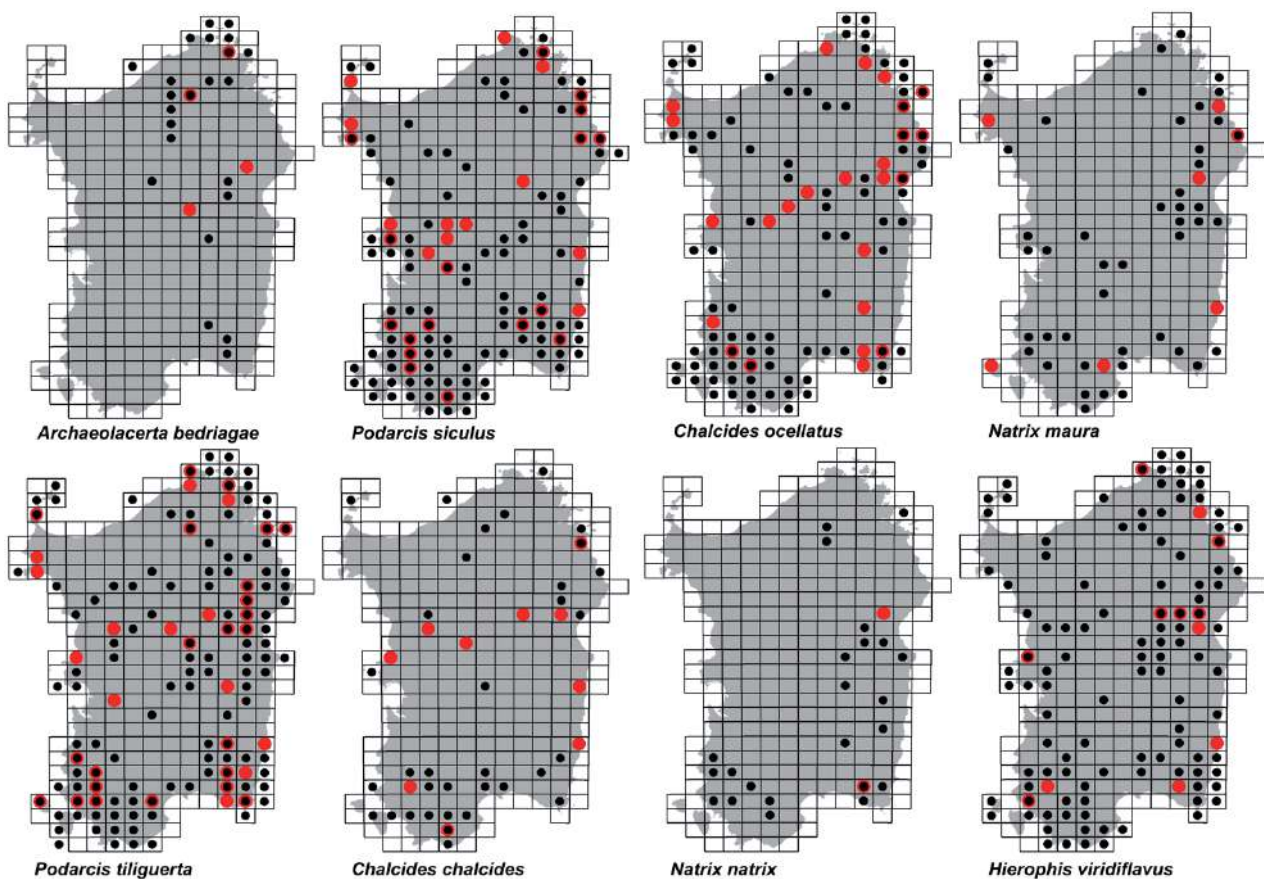 Archaeolacerta bedriagae
Podarcis siculus
Chalcides ocellatus
Natrix maura
Podarcis tiliguerta
Chalcides chalcides
Natrix natrix
Hierophis viridiflavus